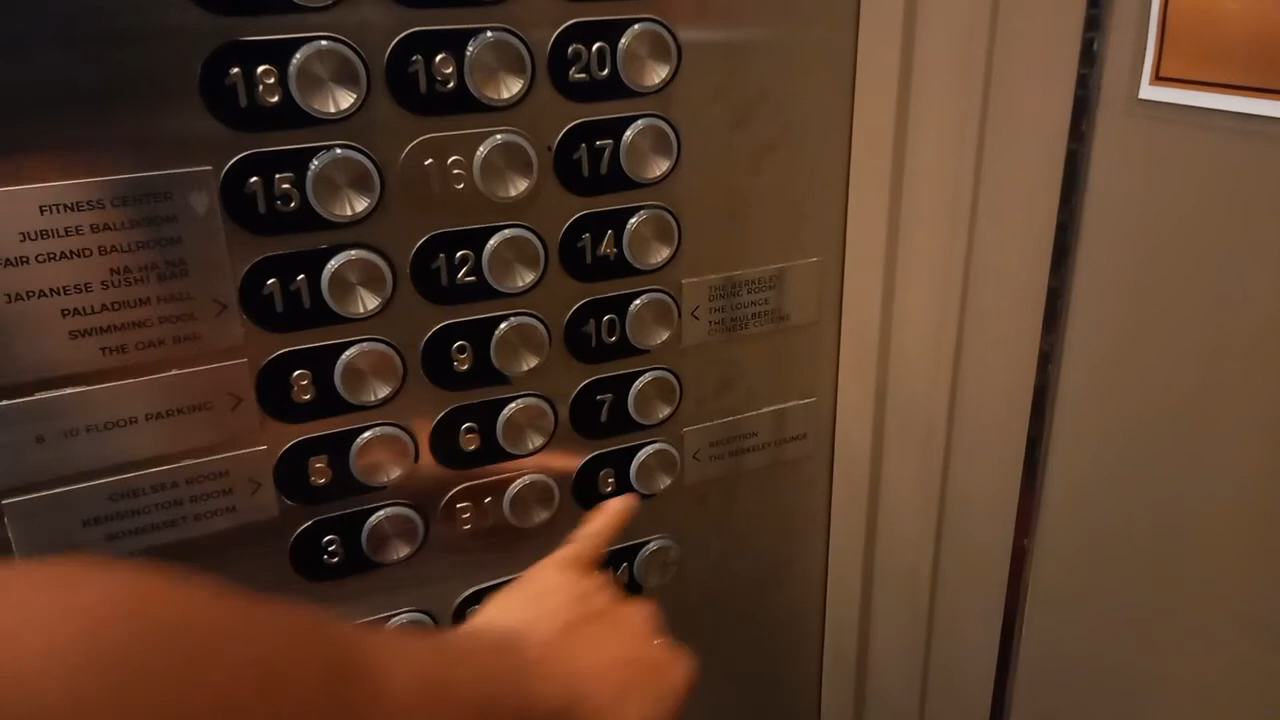 18 19 20
15 16 17
11 12 14
10
8 9
7
5 6
G
3 B1
FITNESS CENTER
JUBILEE BALLROOM
FAIR GRAND BALLROOM
NA HA NA
JAPANESE SUSHI BAR
PALLADIUM HALL
SWIMMING POOL
THE OAK BAR
8 10 FLOOR PARKING
CHELSEA ROOM
KENSINGTON ROOM
SOMERSET ROOM
THE BERKELEY
DINING ROOM
THE LOUNGE
THE MULBERRY
CHINESE CUISINE
RECEPTION
THE BERKELEY LOUNGE